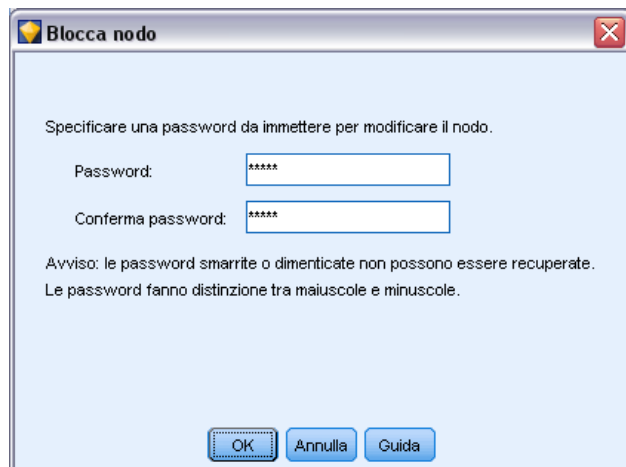 Blocca nodo
Specificare una password da immettere per modificare il nodo.
Password: *****
Conferma password: *****
Avviso: le password smarrite o dimenticate non possono essere recuperate.
Le password fanno distinzione tra maiuscole e minuscole.
OK Annulla Guida